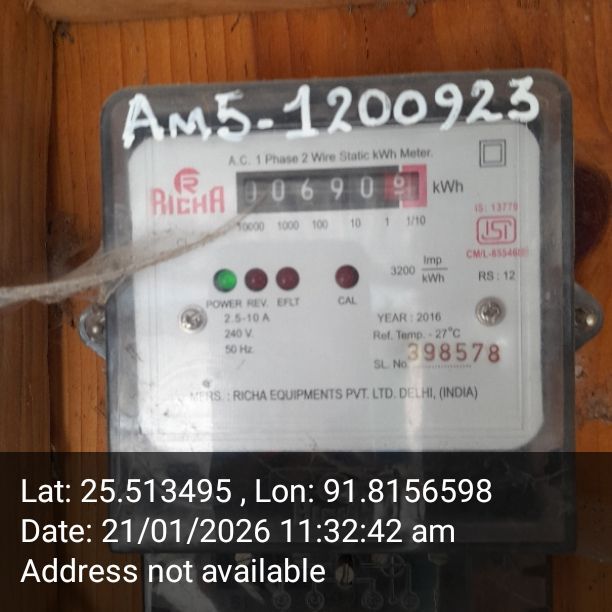 AM5-1200923
A.C. 1 Phase 2 Wire Static kWh Meter.
RICHA
00690 kWh
10000 1000 100 10 1 1/10
IS: 13779
ISI
3200 Imp/kWh
RS : 12
POWER REV. EFLT CAL
2.5-10 A
240 V.
50 Hz.
YEAR : 2016
Ref. Temp. - 27°C
SL. No. 398578
MFRS. : RICHA EQUIPMENTS PVT. LTD. DELHI, (INDIA)
Lat: 25.513495 , Lon: 91.8156598
Date: 21/01/2026 11:32:42 am
Address not available